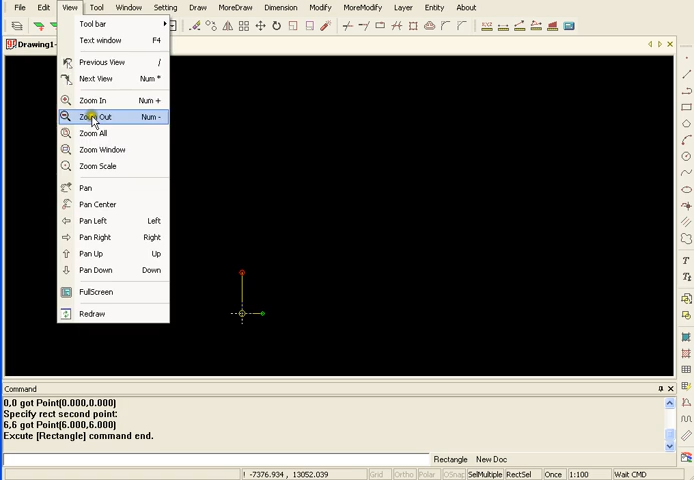 File Edit View Tool Window Setting Draw MoreDraw Dimension Modify MoreModify Layer Entity About
Drawing1-
Tool bar
Text window F4
Previous View /
Next View Num *
Zoom In Num +
Zoom Out Num -
Zoom All
Zoom Window
Zoom Scale
Pan
Pan Center
Pan Left Left
Pan Right Right
Pan Up Up
Pan Down Down
FullScreen
Redraw
Command
0,0 got Point(0.000,0.000)
Specify rect second point:
6,6 got Point(6.000,6.000)
Excute [Rectangle] command end.
Rectangle New Doc
! -7376.934 , 13052.039 Grid Ortho Polar OSnap SelMultiple RectSel Once 1:100 Wait CMD